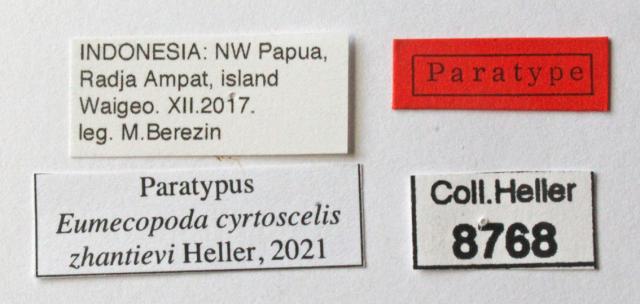 INDONESIA: NW Papua,
Radja Ampat, island
Waigeo. XII.2017.
leg. M.Berezin
Paratype
Paratypus
Eumecopoda cyrtoscelis
zhantievi Heller, 2021
Coll.Heller
8768